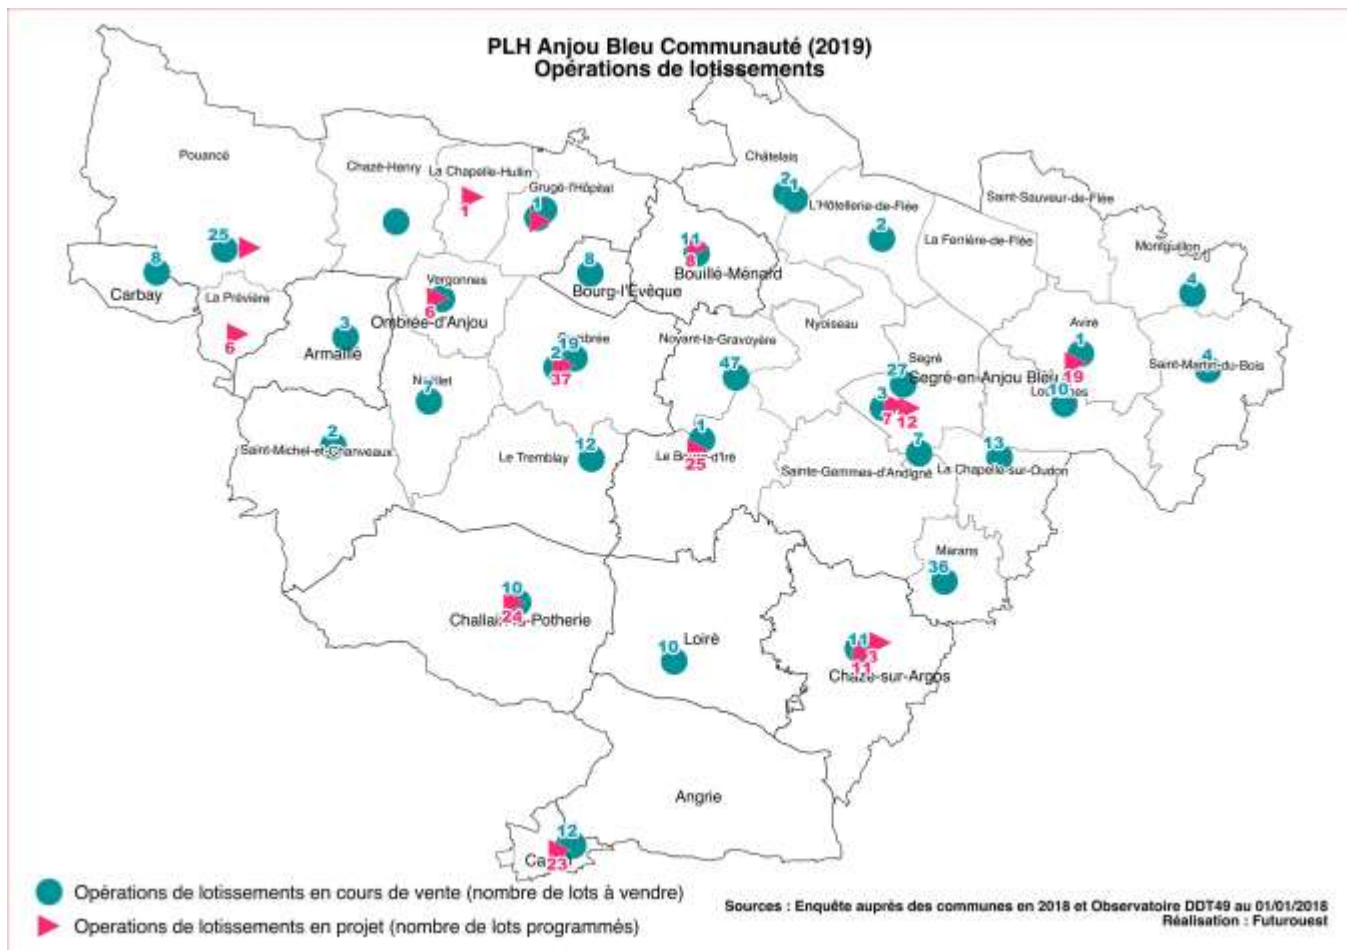 PLH Anjou Bleu Communauté (2019)
Opérations de lotissements
Pouancé
Chazé-Henry
La Chapelle-Hullin
1
Grugé-l'Hôpital
1
Châtelais
2
1
L'Hôtellerie-de-Flée
2
Saint-Sauveur-de-Flée
La Ferrière-de-Flée
Montguillon
4
25
8
Carbay
La Prévière
6
3
Armaillé
Vergonnes
6
Ombrée-d'Anjou
8
Bourg-l'Evêque
11
8
Bouillé-Ménard
19
2
37
Noyant-la-Gravoyère
47
Nyoiseau
Segré
27
Segré-en-Anjou Bleu
3
7
12
Aviré
1
19
10
4
Saint-Martin-du-Bois
7
2
Saint-Michel-et-Chanveaux
Le Tremblay
12
1
25
7
Sainte-Gemmes-d'Andigné
13
La Chapelle-sur-Oudon
Marans
36
10
24
10
Loiré
11
3
11
Chazé-sur-Argos
Angrie
12
23
Opérations de lotissements en cours de vente (nombre de lots à vendre)
Operations de lotissements en projet (nombre de lots programmés)
Sources : Enquête auprès des communes en 2018 et Observatoire DDT49 au 01/01/2018
Réalisation : Futurouest